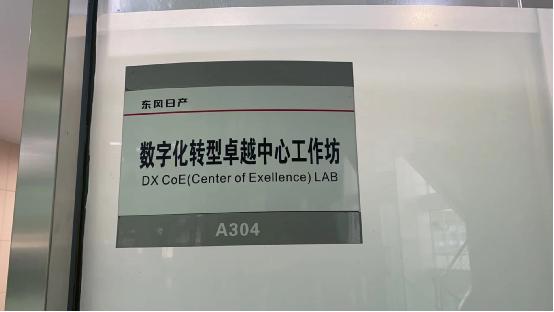 东风日产
数字化转型卓越中心工作坊
DX CoE(Center of Exellence) LAB
A304